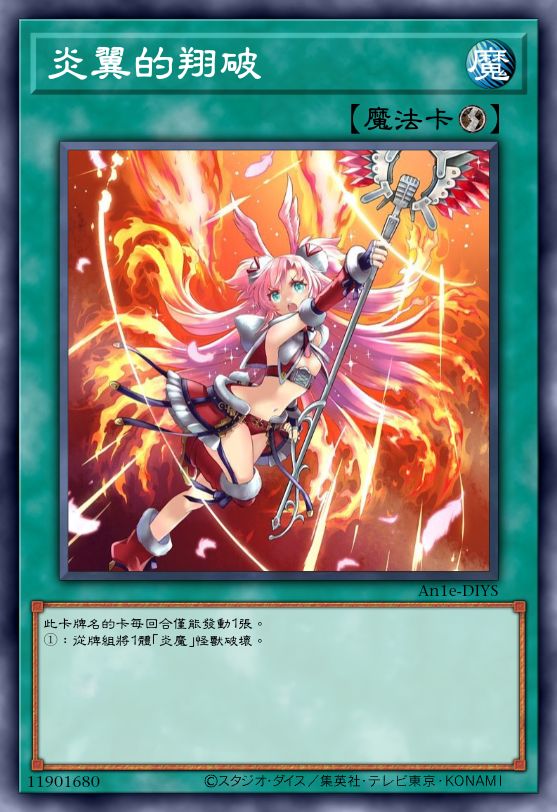 炎翼的翔破
魔
【魔法卡】
An1e-DIYS
此卡牌名的卡每回合僅能發動1張。
①：從牌組將1體「炎魔」怪獸破壞。
11901680
©スタジオ・ダイス／集英社・テレビ東京・KONAMI